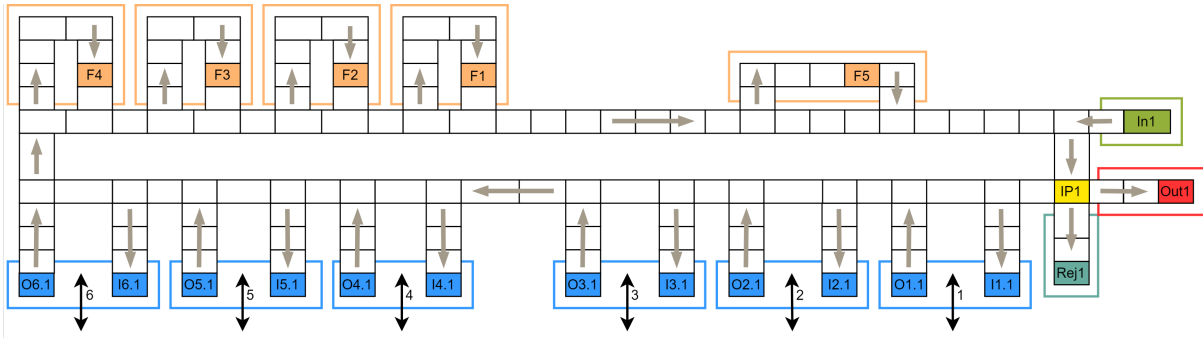 F4 F3 F2 F1 F5
In1
IP1 Out1
Rej1
O6.1 I6.1 O5.1 I5.1 O4.1 I4.1 O3.1 I3.1 O2.1 I2.1 O1.1 I1.1
6 5 4 3 2 1